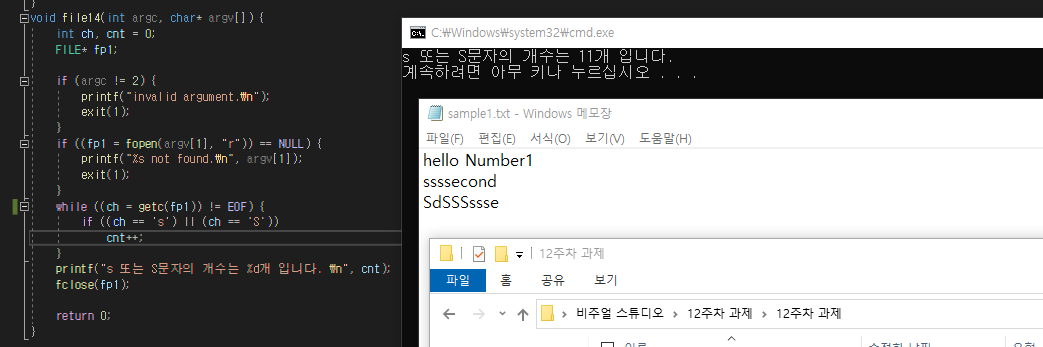 }
void file14(int argc, char* argv[]) {
int ch, cnt = 0;
FILE* fp1;
if (argc != 2) {
printf("invalid argument.₩n");
exit(1);
}
if ((fp1 = fopen(argv[1], "r")) == NULL) {
printf("%s not found.₩n", argv[1]);
exit(1);
}
while ((ch = getc(fp1)) != EOF) {
if ((ch == 's') || (ch == 'S'))
cnt++;
}
printf("s 또는 S문자의 개수는 %d개 입니다. ₩n", cnt);
fclose(fp1);
return 0;
}
C:₩Windows₩system32₩cmd.exe
s 또는 S문자의 개수는 11개 입니다.
계속하려면 아무 키나 누르십시오 . . .
sample1.txt - Windows 메모장
파일(F) 편집(E) 서식(O) 보기(V) 도움말(H)
hello Number1
ssssecond
SdSSSssse
12주차 과제
파일 홈 공유 보기
비주얼 스튜디오 > 12주차 과제 > 12주차 과제